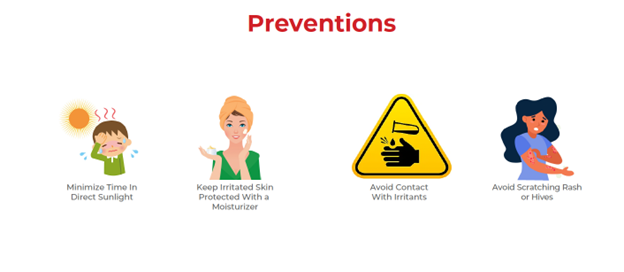 Preventions
Minimize Time In
Direct Sunlight
Keep Irritated Skin
Protected With a
Moisturizer
Avoid Contact
With Irritants
Avoid Scratching Rash
or Hives